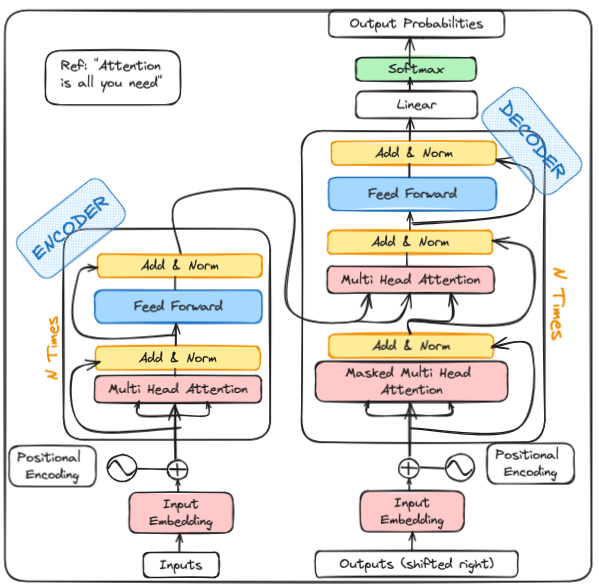 Output Probabilities
Ref: "Attention
is all you need"
Softmax
Linear
DECODER
Add & Norm
Feed Forward
Add & Norm
Multi Head Attention
N Times
Add & Norm
Masked Multi Head
Attention
ENCODER
Add & Norm
Feed Forward
N Times
Add & Norm
Multi Head Attention
Positional
Encoding
Positional
Encoding
Input
Embedding
Input
Embedding
Inputs
Outputs (shifted right)